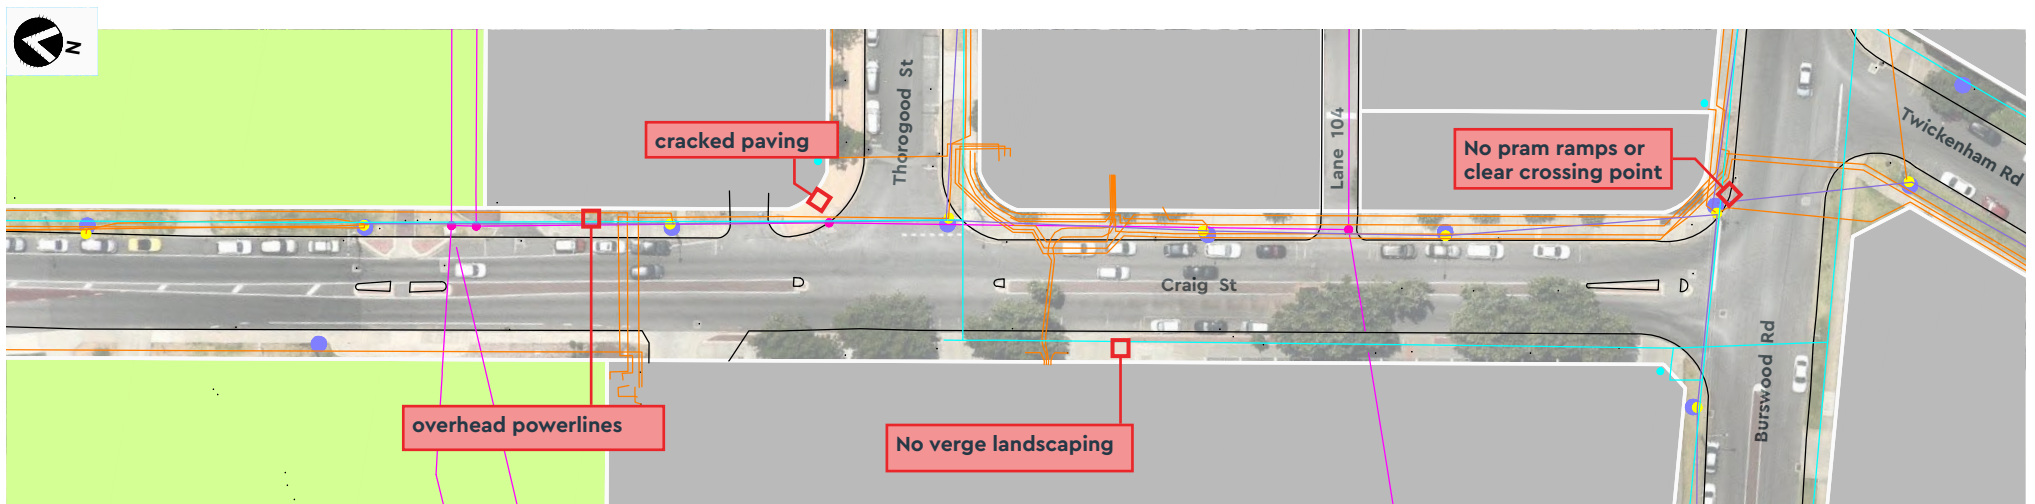 N
Thorogood St
cracked paving
Lane 104
No pram ramps or
clear crossing point
Twickenham Rd
Craig St
Burswood Rd
overhead powerlines
No verge landscaping